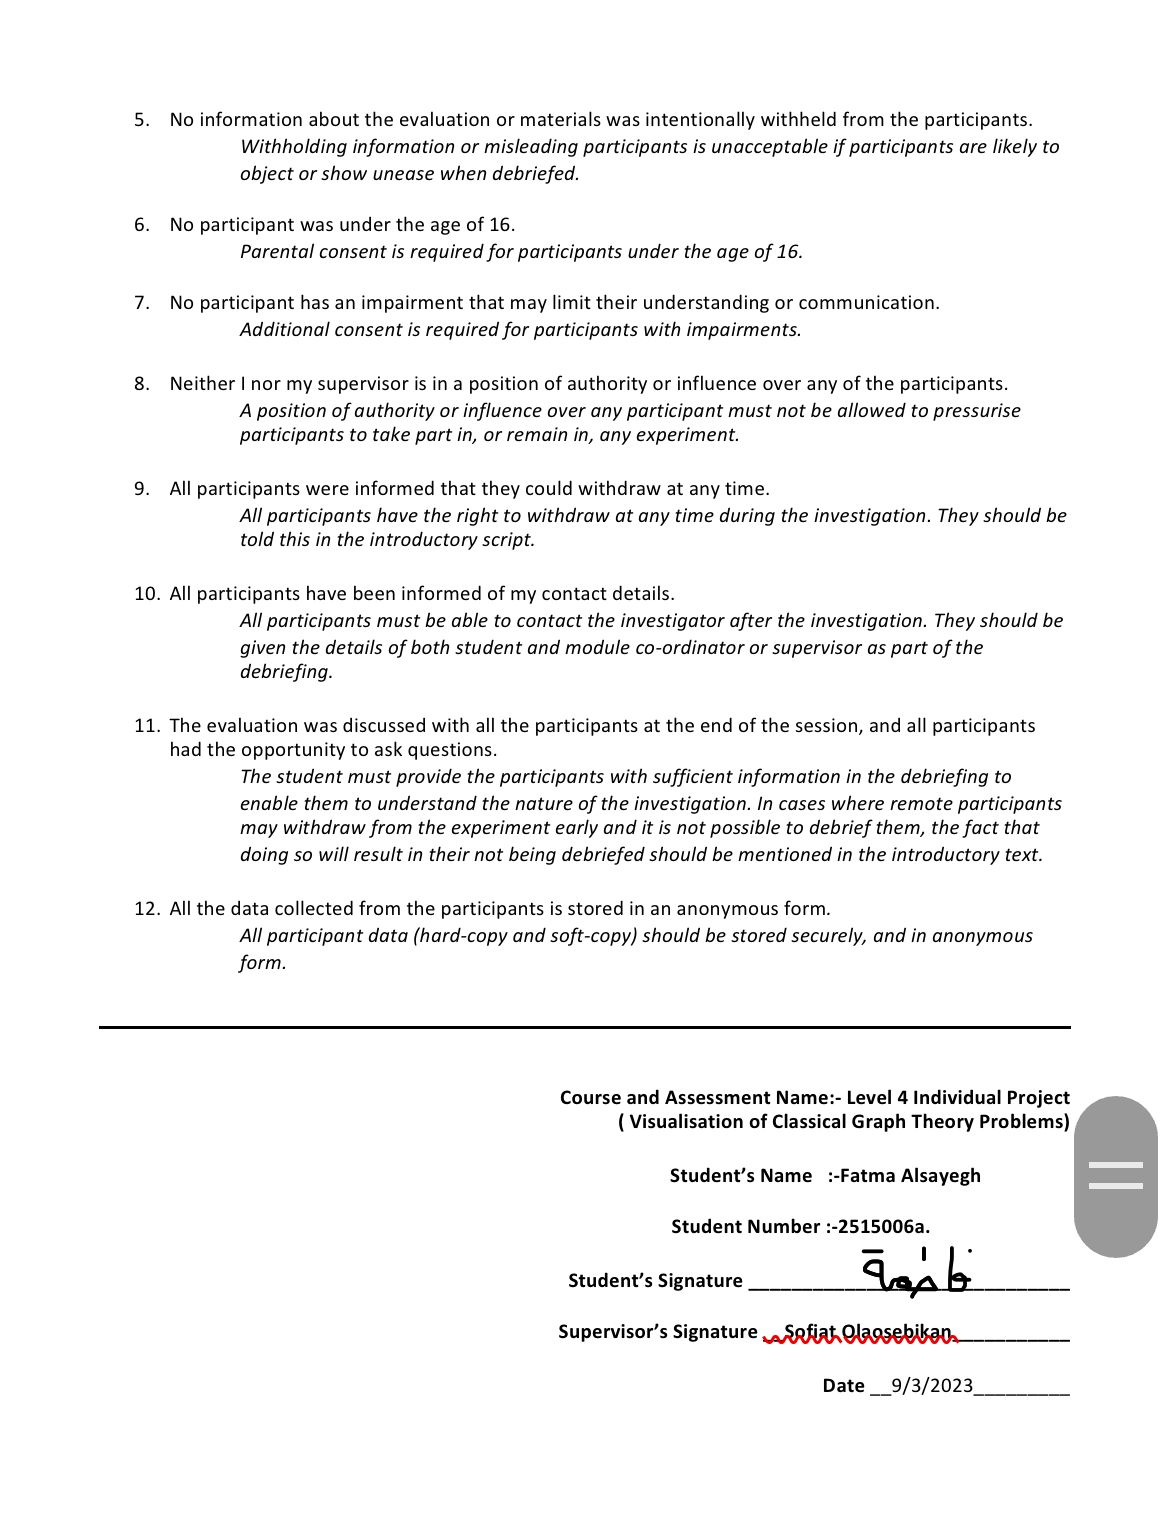 5. No information about the evaluation or materials was intentionally withheld from the participants.
Withholding information or misleading participants is unacceptable if participants are likely to
object or show unease when debriefed.
6. No participant was under the age of 16.
Parental consent is required for participants under the age of 16.
7. No participant has an impairment that may limit their understanding or communication.
Additional consent is required for participants with impairments.
8. Neither I nor my supervisor is in a position of authority or influence over any of the participants.
A position of authority or influence over any participant must not be allowed to pressurise
participants to take part in, or remain in, any experiment.
9. All participants were informed that they could withdraw at any time.
All participants have the right to withdraw at any time during the investigation. They should be
told this in the introductory script.
10. All participants have been informed of my contact details.
All participants must be able to contact the investigator after the investigation. They should be
given the details of both student and module co-ordinator or supervisor as part of the
debriefing.
11. The evaluation was discussed with all the participants at the end of the session, and all participants
had the opportunity to ask questions.
The student must provide the participants with sufficient information in the debriefing to
enable them to understand the nature of the investigation. In cases where remote participants
may withdraw from the experiment early and it is not possible to debrief them, the fact that
doing so will result in their not being debriefed should be mentioned in the introductory text.
12. All the data collected from the participants is stored in an anonymous form.
All participant data (hard-copy and soft-copy) should be stored securely, and in anonymous
form.
Course and Assessment Name:- Level 4 Individual Project
( Visualisation of Classical Graph Theory Problems)
Student’s Name :-Fatma Alsayegh
Student Number :-2515006a.
Student’s Signature ______________________________
Supervisor’s Signature __Sofiat Olaosebikan___________
Date __9/3/2023_________